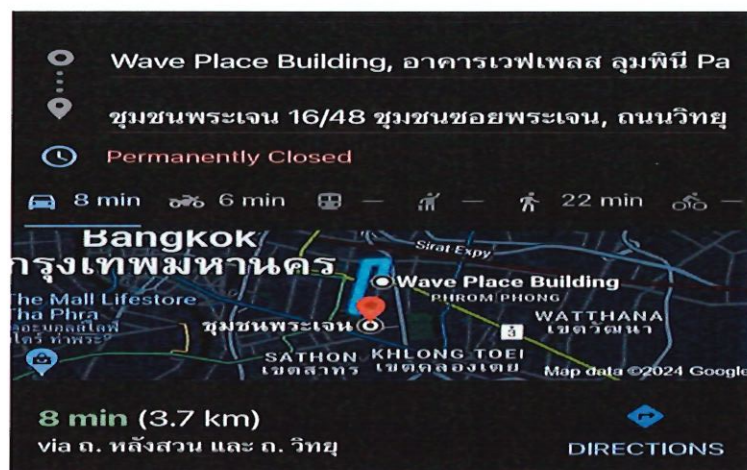 Wave Place Building, อาคารเวฟเพลส ลุมพินี Pa
ชุมชนพระเจน 16/48 ชุมชนซอยพระเจน, ถนนวิทยุ
Permanently Closed
8 min 6 min — — 22 min —
Bangkok
กรุงเทพมหานคร
Sirat Expy
Wave Place Building
PHROM PHONG
The Mall Lifestore
Tha Phra
ชุมชนพระเจน
3
WATTHANA
เขตวัฒนา
SATHON
เขตสาทร
KHLONG TOEI
เขตคลองเตย
Map data ©2024 Google
8 min (3.7 km)
via ถ. หลังสวน และ ถ. วิทยุ
DIRECTIONS